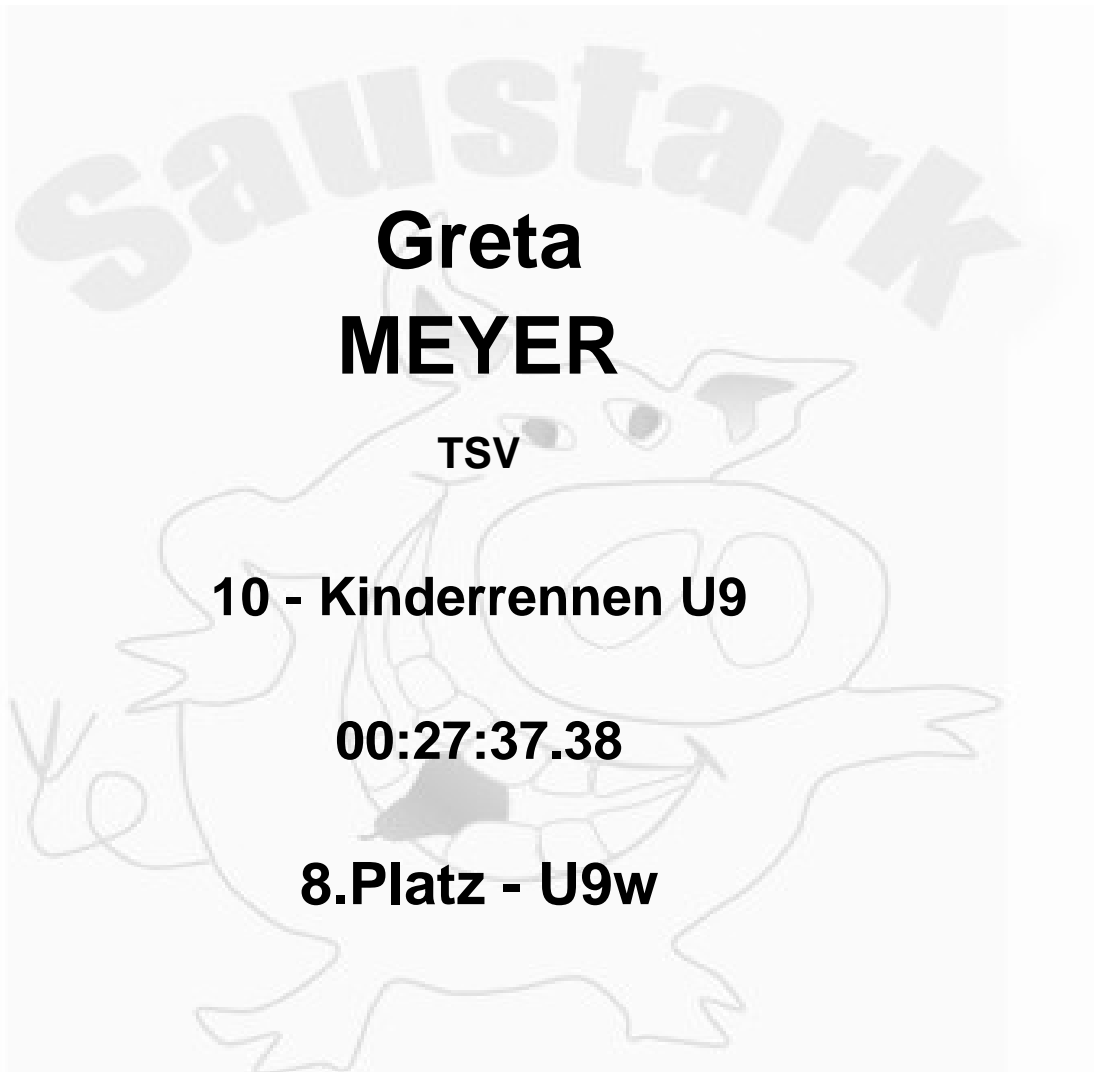 Saustark
Greta
MEYER
TSV
10 - Kinderrennen U9
00:27:37.38
8.Platz - U9w